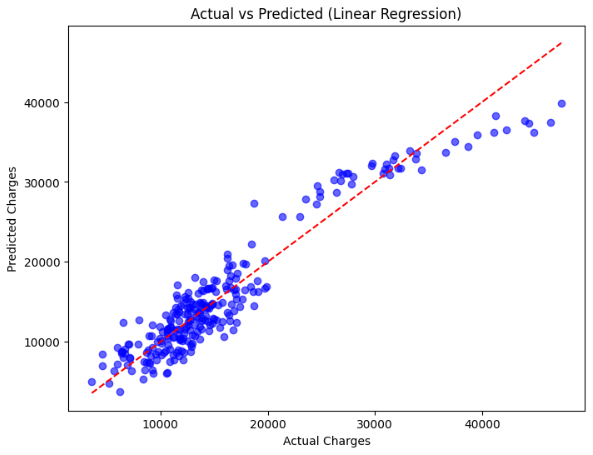 Actual vs Predicted (Linear Regression)
Predicted Charges
40000
30000
20000
10000
10000 20000 30000 40000
Actual Charges